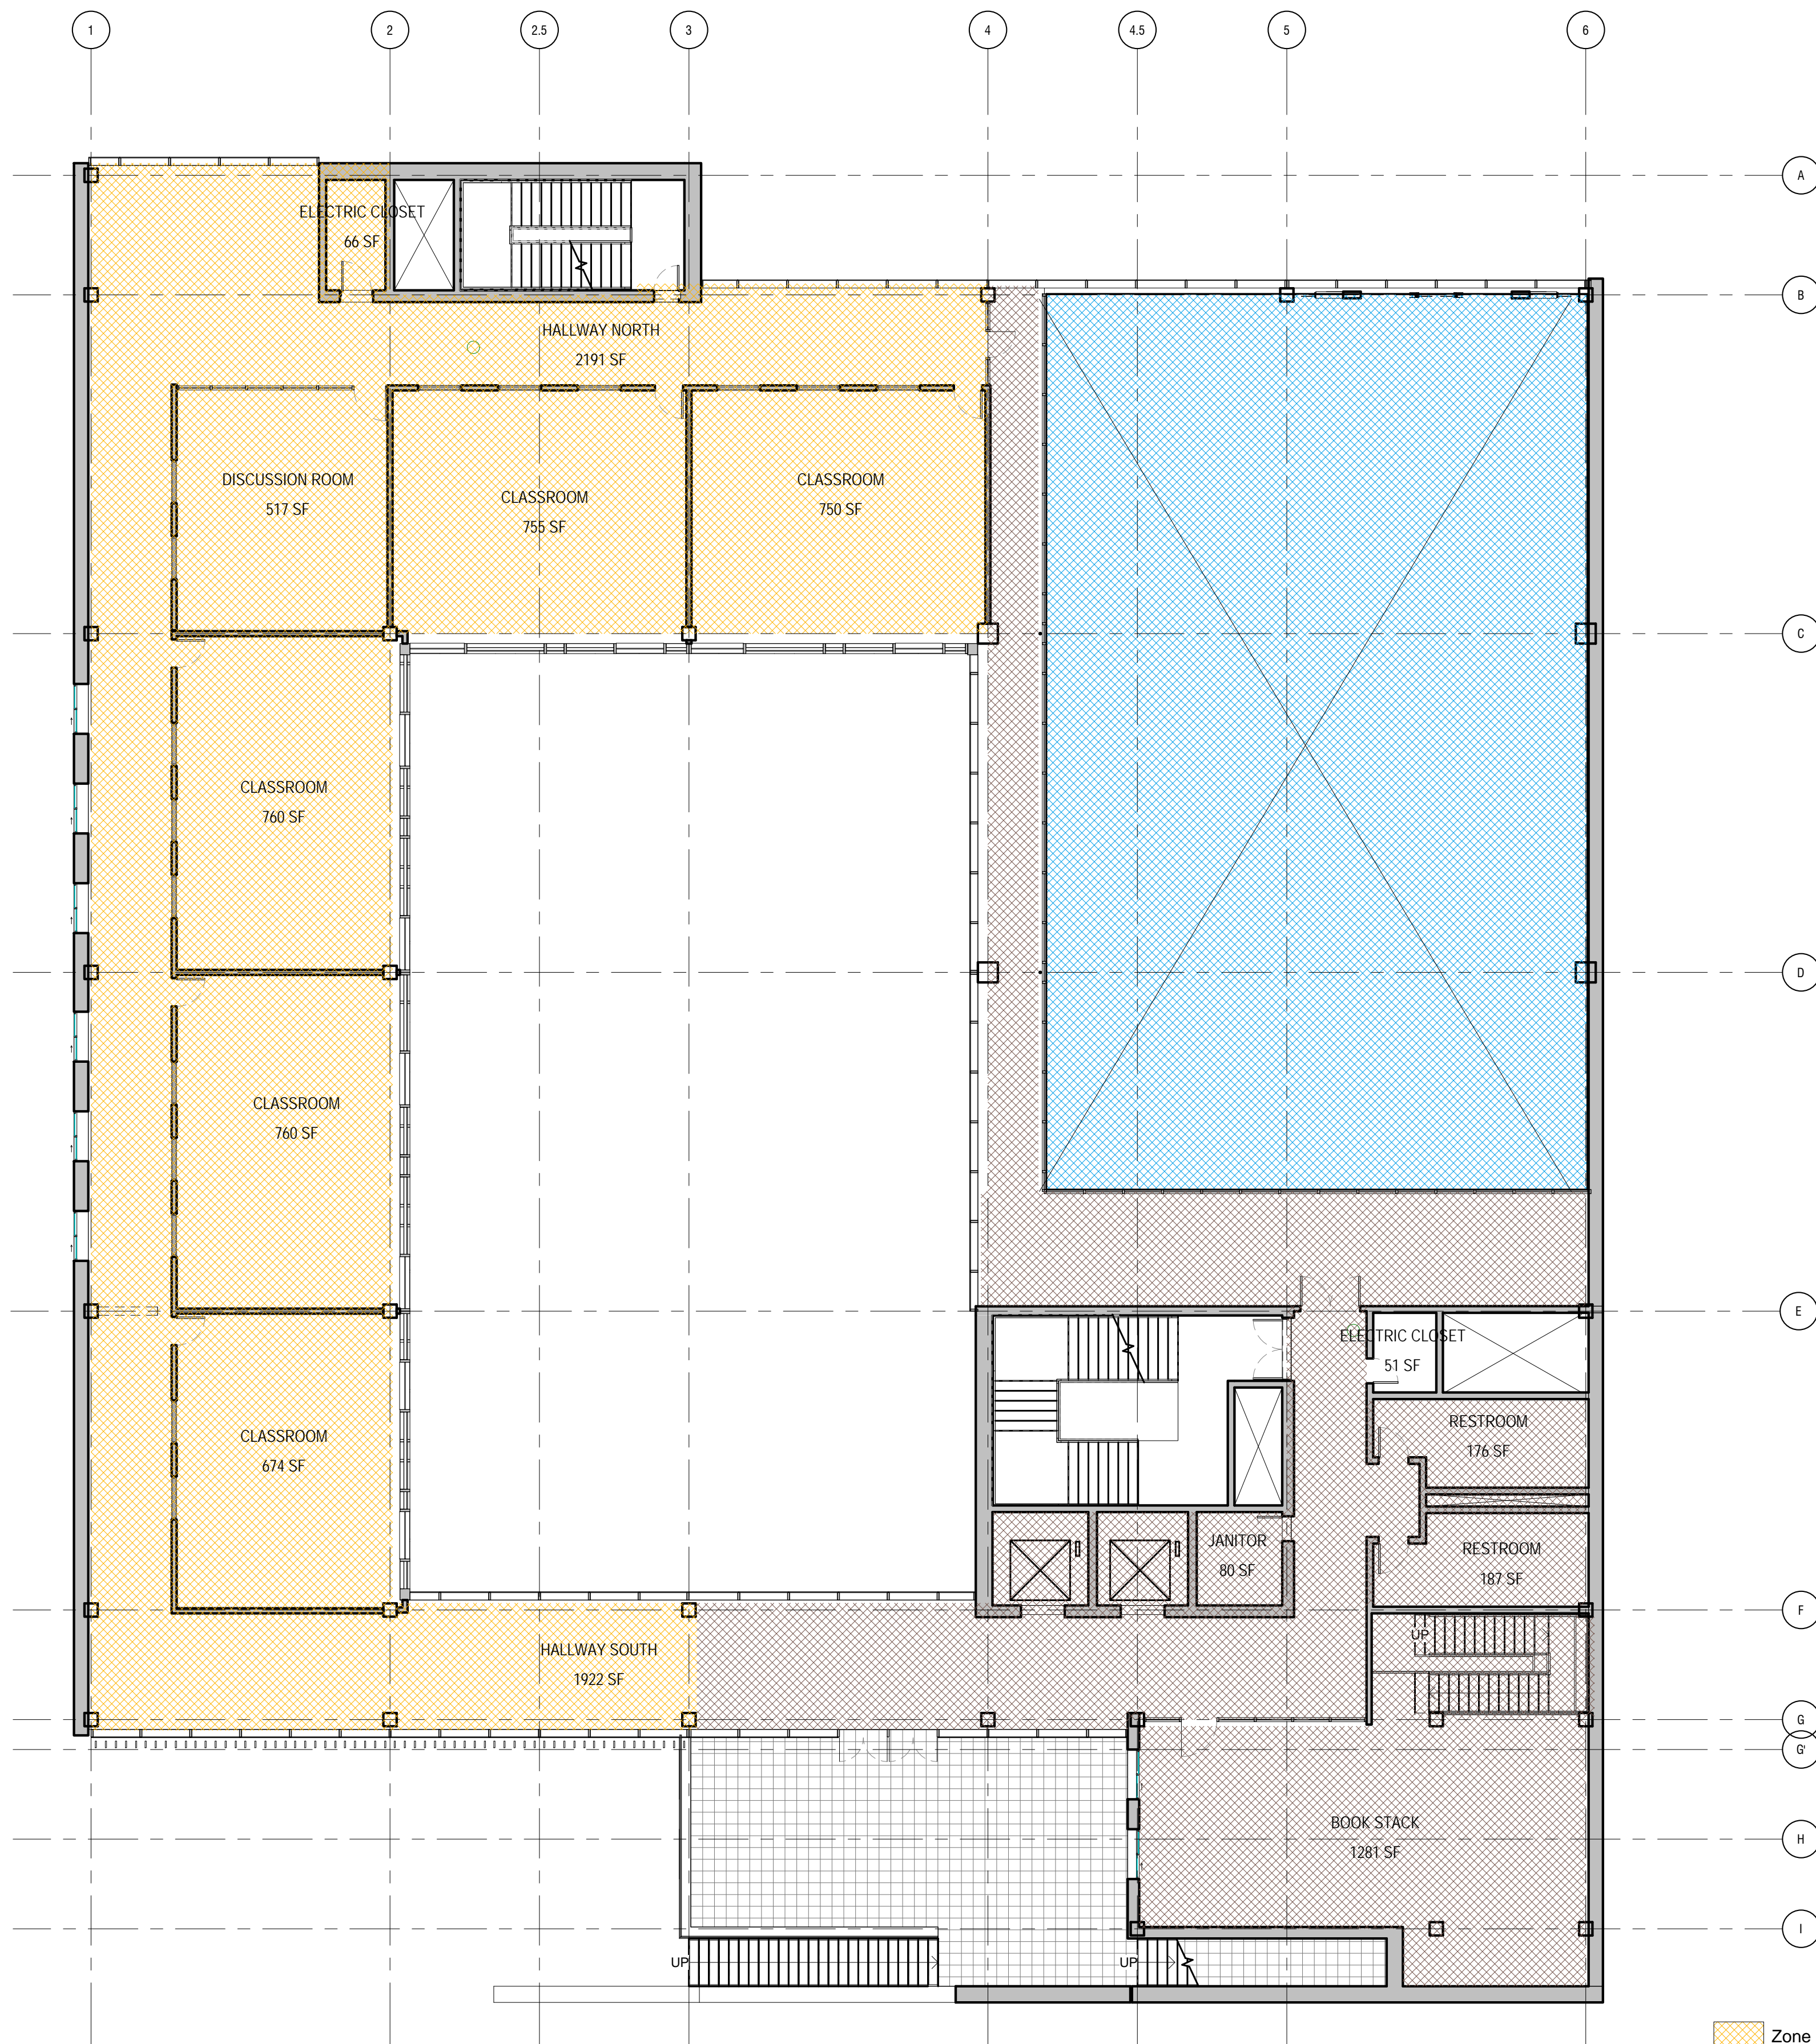 1
2
2.5
3
4
4.5
5
6
A
ELECTRIC CLOSET
66 SF
B
HALLWAY NORTH
2191 SF
DISCUSSION ROOM
517 SF
CLASSROOM
755 SF
CLASSROOM
750 SF
C
CLASSROOM
760 SF
D
CLASSROOM
760 SF
E
ELECTRIC CLOSET
51 SF
CLASSROOM
674 SF
RESTROOM
176 SF
JANITOR
80 SF
RESTROOM
187 SF
F
UP
HALLWAY SOUTH
1922 SF
G
G'
BOOK STACK
1281 SF
H
I
UP
UP
Zone